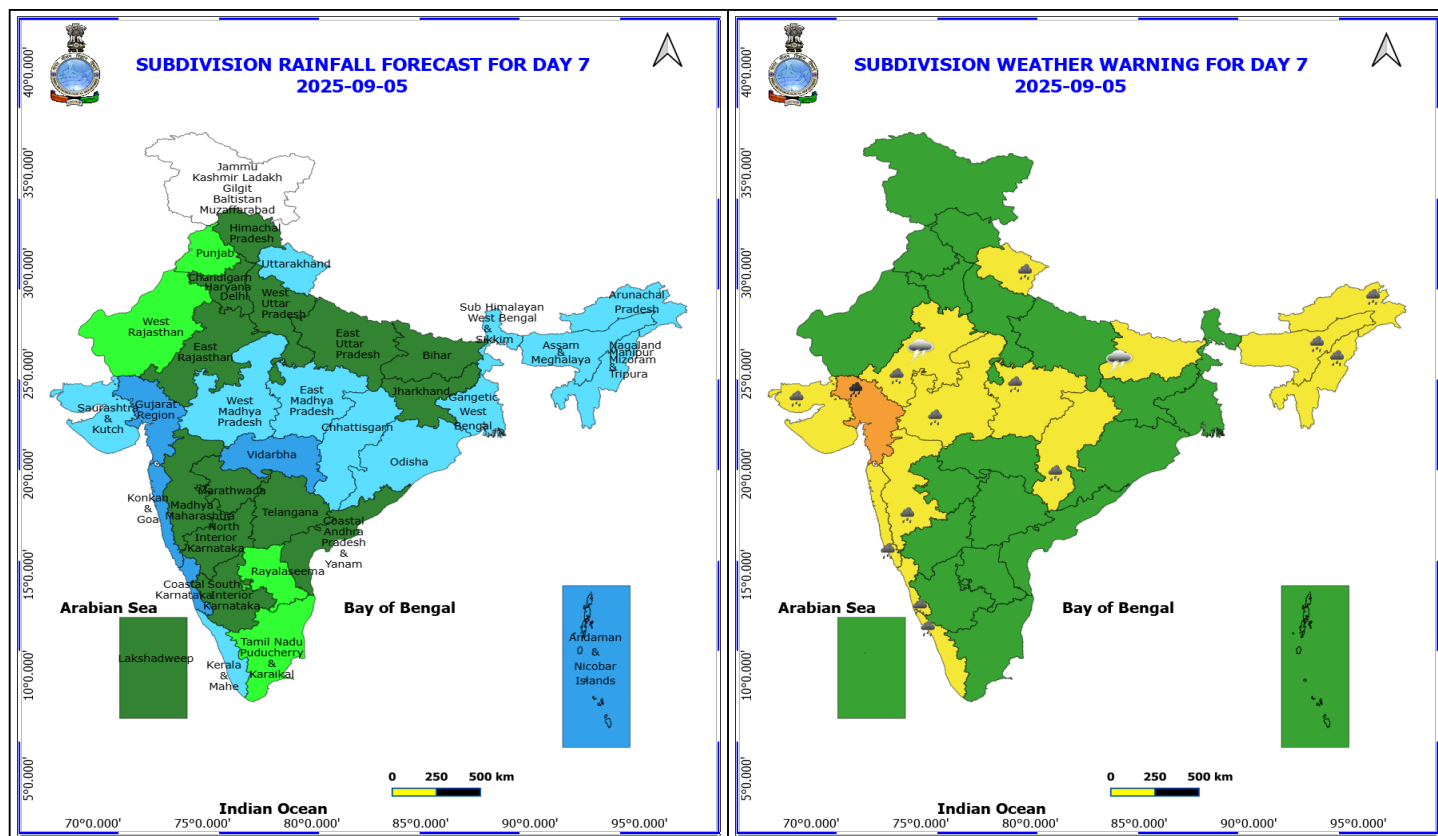 SUBDIVISION RAINFALL FORECAST FOR DAY 7
2025-09-05
40°0.000'
35°0.000'
30°0.000'
25°0.000'
20°0.000'
15°0.000'
10°0.000'
5°0.000'
Jammu
Kashmir Ladakh
Gilgit
Baltistan
Muzaffarabad
Himachal
Pradesh
Punjab
Uttarakhand
Chandigarh
Haryana
Delhi
West
Uttar
Pradesh
West
Rajasthan
East
Rajasthan
East
Uttar
Pradesh
Bihar
Sub Himalayan
West Bengal
&
Sikkim
Arunachal
Pradesh
Assam
&
Meghalaya
Nagaland
Manipur
Mizoram
&
Tripura
Jharkhand
Gangetic
West
Bengal
Saurashtra
&
Kutch
Gujarat
Region
West
Madhya
Pradesh
East
Madhya
Pradesh
Chhattisgarh
Vidarbha
Odisha
Konkan
&
Goa
Marathwada
Madhya
Maharashtra
Telangana
North
Interior
Karnataka
Coastal
Andhra
Pradesh
&
Yanam
Rayalaseema
Coastal
Karnataka
South
Interior
Karnataka
Arabian Sea
Bay of Bengal
Lakshadweep
Kerala
&
Mahe
Tamil Nadu
Puducherry
&
Karaikal
Andaman
&
Nicobar
Islands
0 250 500 km
Indian Ocean
70°0.000' 75°0.000' 80°0.000' 85°0.000' 90°0.000' 95°0.000'
SUBDIVISION WEATHER WARNING FOR DAY 7
2025-09-05
40°0.000'
35°0.000'
30°0.000'
25°0.000'
20°0.000'
15°0.000'
10°0.000'
5°0.000'
Arabian Sea
Bay of Bengal
0 250 500 km
Indian Ocean
70°0.000' 75°0.000' 80°0.000' 85°0.000' 90°0.000' 95°0.000'